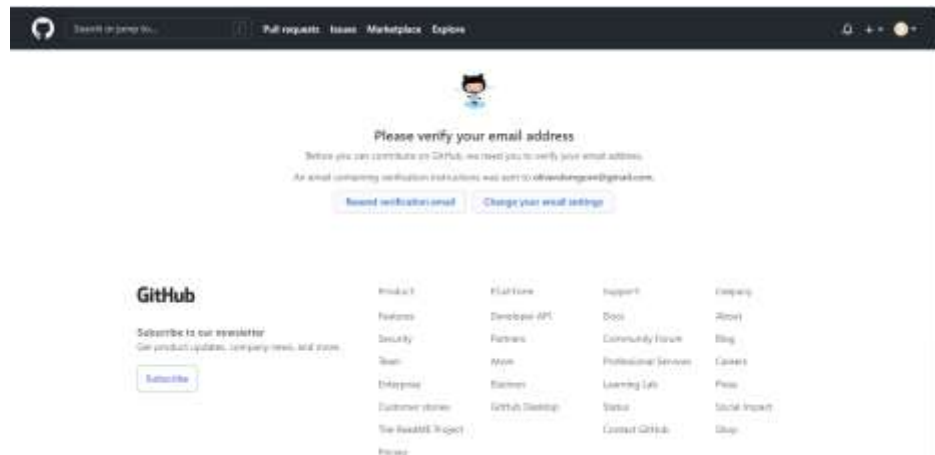 Search or jump to... /
Pull requests Issues Marketplace Explore
Please verify your email address
Before you can contribute on GitHub, we need you to verify your email address.
An email containing verification instructions was sent to
Resend verification email
Change your email settings
GitHub
Subscribe to our newsletter
Get product updates, company news, and more.
Subscribe
Product
Features
Security
Team
Enterprise
Customer stories
The ReadME Project
Pricing
Platform
Developer API
Partners
Atom
Electron
GitHub Desktop
Support
Docs
Community Forum
Professional Services
Learning Lab
Status
Contact GitHub
Company
About
Blog
Careers
Press
Social Impact
Shop